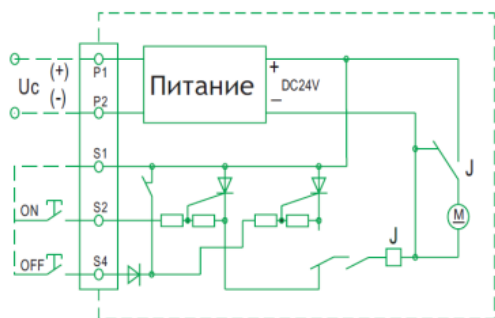 Uc (+) P1
(-) P2
Питание
+ DC24V
−
S1
ON S2
OFF S4
J
M
J